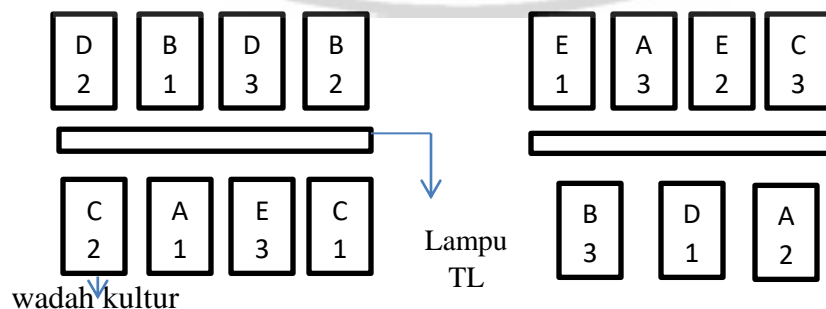 D B D B
2 1 3 2
E A E C
1 3 2 3
C A E C
2 1 3 1
Lampu
TL
B D A
3 1 2
wadah kultur